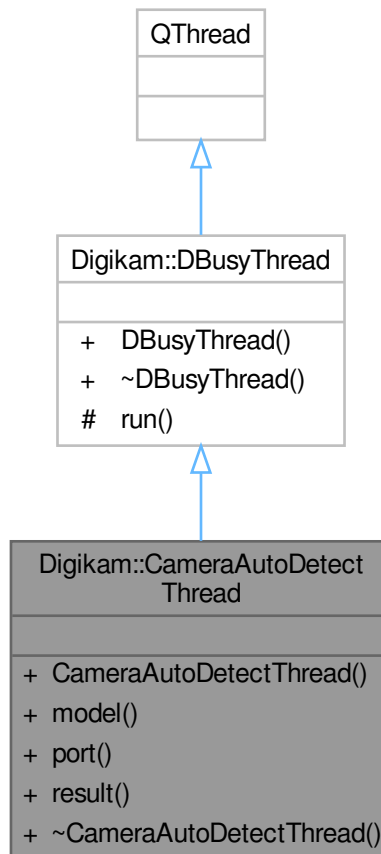 QThread
Digikam::DBusyThread
+ DBusyThread()
+ ~DBusyThread()
# run()
Digikam::CameraAutoDetect
Thread
+ CameraAutoDetectThread()
+ model()
+ port()
+ result()
+ ~CameraAutoDetectThread()